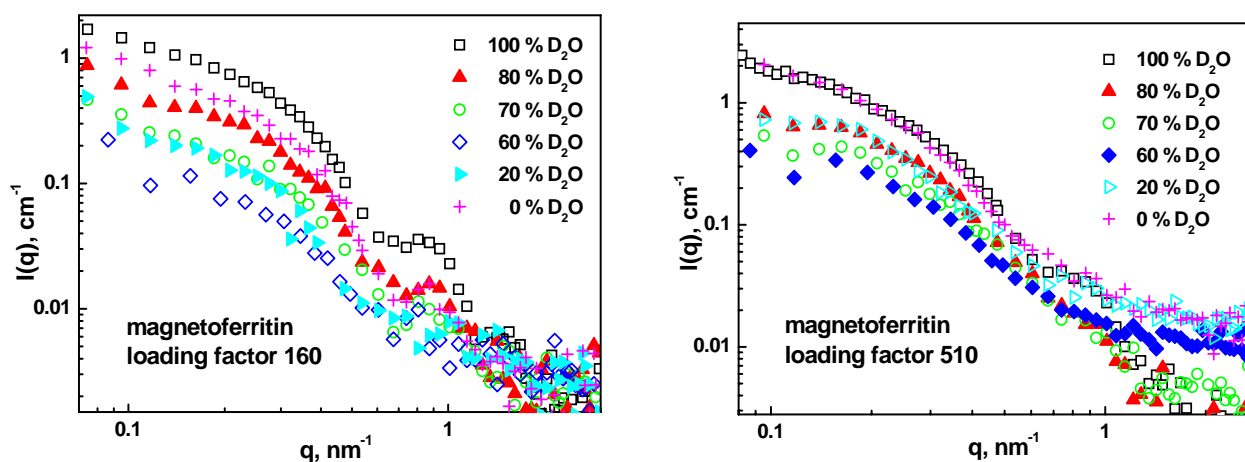 1
0.1
0.01
I(q), cm⁻¹
100 % D₂O
80 % D₂O
70 % D₂O
60 % D₂O
20 % D₂O
0 % D₂O
magnetoferritin
loading factor 160
0.1
1
q, nm⁻¹
1
0.1
0.01
I(q), cm⁻¹
100 % D₂O
80 % D₂O
70 % D₂O
60 % D₂O
20 % D₂O
0 % D₂O
magnetoferritin
loading factor 510
0.1
1
q, nm⁻¹